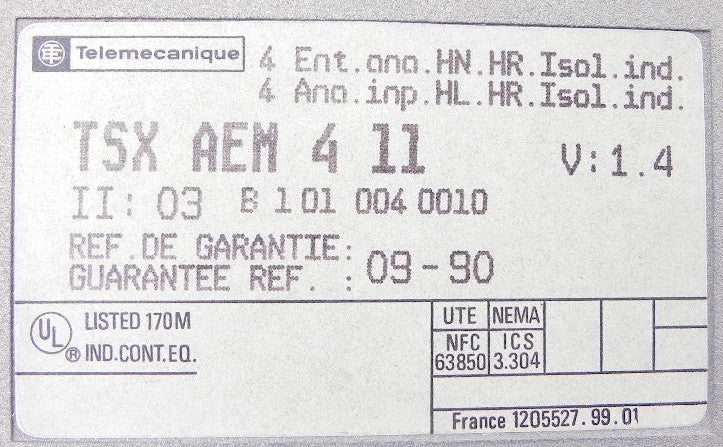 Telemecanique
4 Ent.ana.HN.HR.Isol.ind.
4 Ana.inp.HL.HR.Isol.ind.
TSX AEM 4 11 V:1.4
II: 03 B 1 01 004 0010
REF.DE GARANTIE:
GUARANTEE REF. : 09-90
UL LISTED 170M
® IND.CONT.EQ.
UTE NEMA
NFC ICS
63850 3.304
France 1205527.99.01